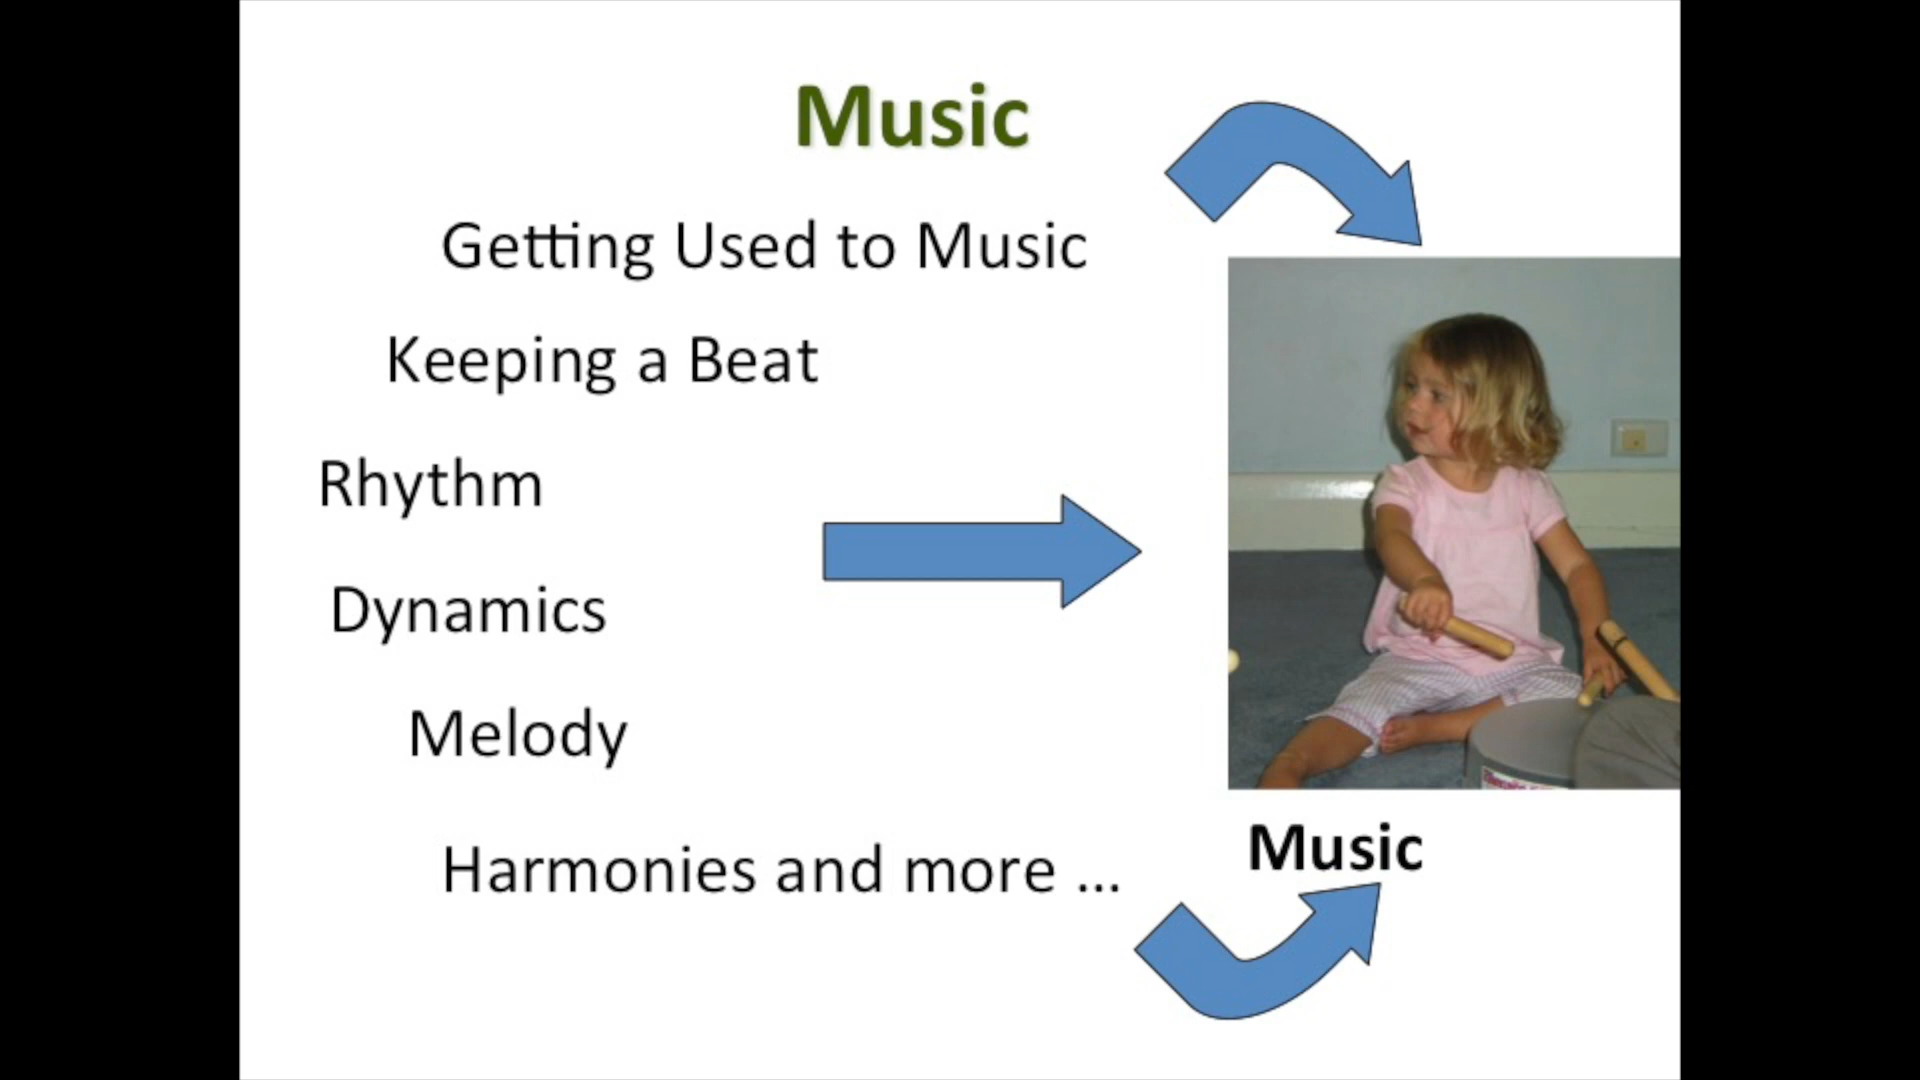 Music
Getting Used to Music
Keeping a Beat
Rhythm
Dynamics
Melody
Harmonies and more ...
Music